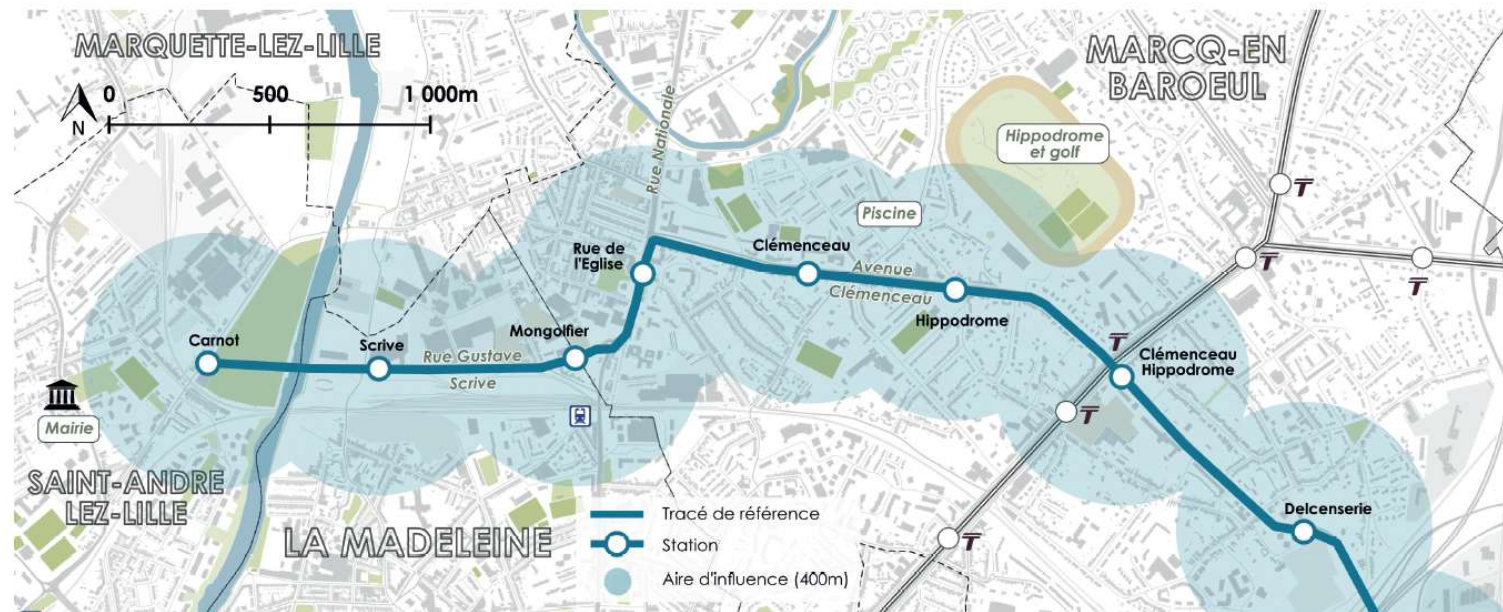 MARQUETTE-LEZ-LILLE
0 500 1 000m
N
MARCQ-EN
BAROEUL
Rue Nationale
Hippodrome
et golf
Piscine
T
T
T
Rue de
l'Eglise
Clémenceau
Avenue
Clémenceau
Hippodrome
Carnot
Scrive
Mongolfier
Rue Gustave
Scrive
T
Clémenceau
Hippodrome
T
Mairie
SAINT-ANDRE
LEZ-LILLE
LA MADELEINE
Delcenserie
T
Tracé de référence
Station
Aire d'influence (400m)